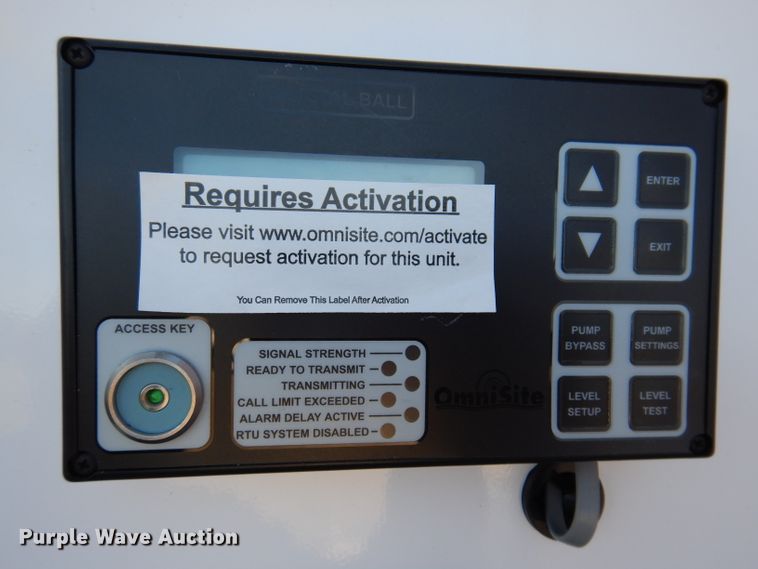 BALL
Requires Activation
Please visit www.omnisite.com/activate
to request activation for this unit.
You Can Remove This Label After Activation
ENTER
EXIT
ACCESS KEY
SIGNAL STRENGTH
READY TO TRANSMIT
TRANSMITTING
CALL LIMIT EXCEEDED
ALARM DELAY ACTIVE
RTU SYSTEM DISABLED
OmniSite
PUMP
BYPASS
PUMP
SETTINGS
LEVEL
SETUP
LEVEL
TEST
Purple Wave Auction